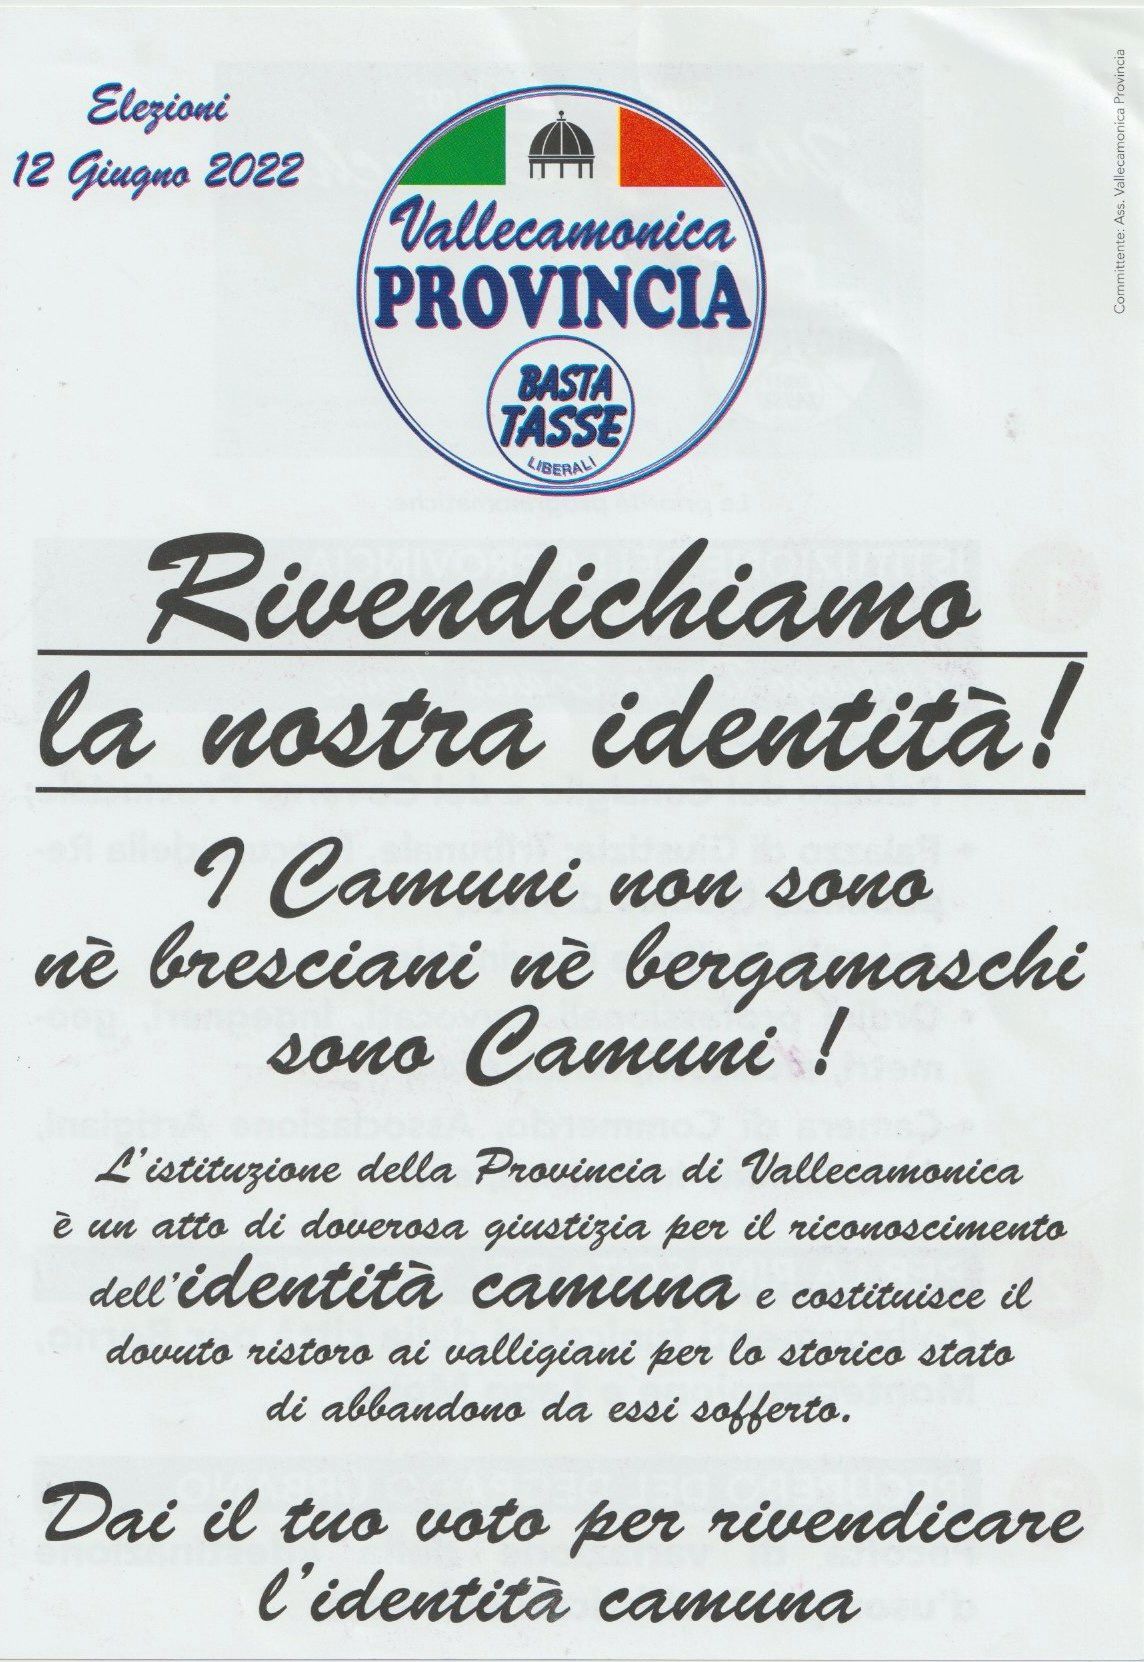 Elezioni
12 Giugno 2022
Committente: Ass. Vallecamonica Provincia
Vallecamonica
PROVINCIA
BASTA
TASSE
LIBERALI
Rivendichiamo
la nostra identità!
I Camuni non sono
nè bresciani nè bergamaschi
sono Camuni !
L'istituzione della Provincia di Vallecamonica
è un atto di doverosa giustizia per il riconoscimento
dell'identità camuna e costituisce il
dovuto ristoro ai valligiani per lo storico stato
di abbandono da essi sofferto.
Dai il tuo voto per rivendicare
l'identità camuna